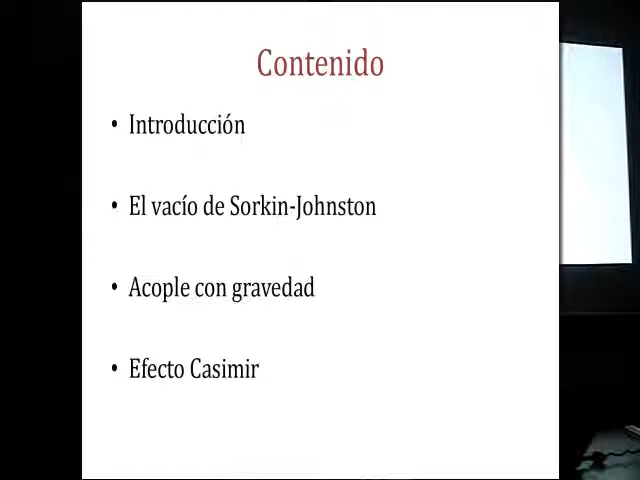 Contenido
• Introducción
• El vacío de Sorkin-Johnston
• Acople con gravedad
• Efecto Casimir